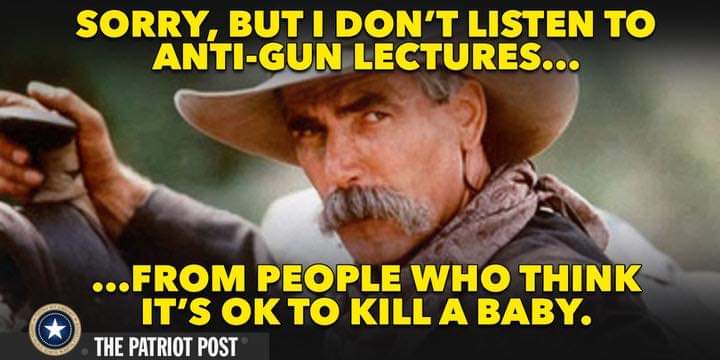 SORRY, BUT I DON'T LISTEN TO
ANTI-GUN LECTURES...
...FROM PEOPLE WHO THINK
IT'S OK TO KILL A BABY.
THE PATRIOT POST